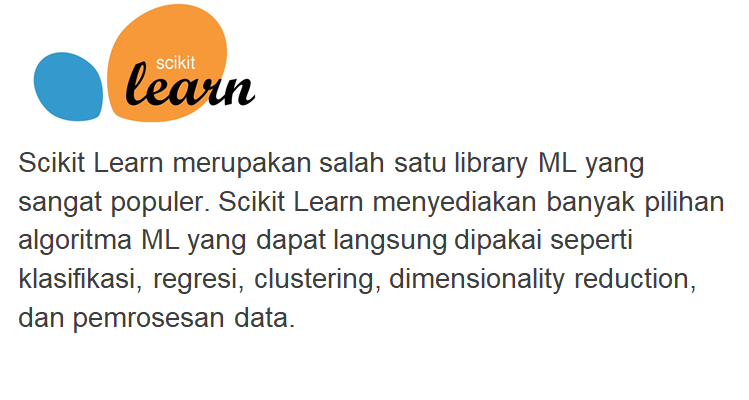 scikit
learn
Scikit Learn merupakan salah satu library ML yang
sangat populer. Scikit Learn menyediakan banyak pilihan
algoritma ML yang dapat langsung dipakai seperti
klasifikasi, regresi, clustering, dimensionality reduction,
dan pemrosesan data.